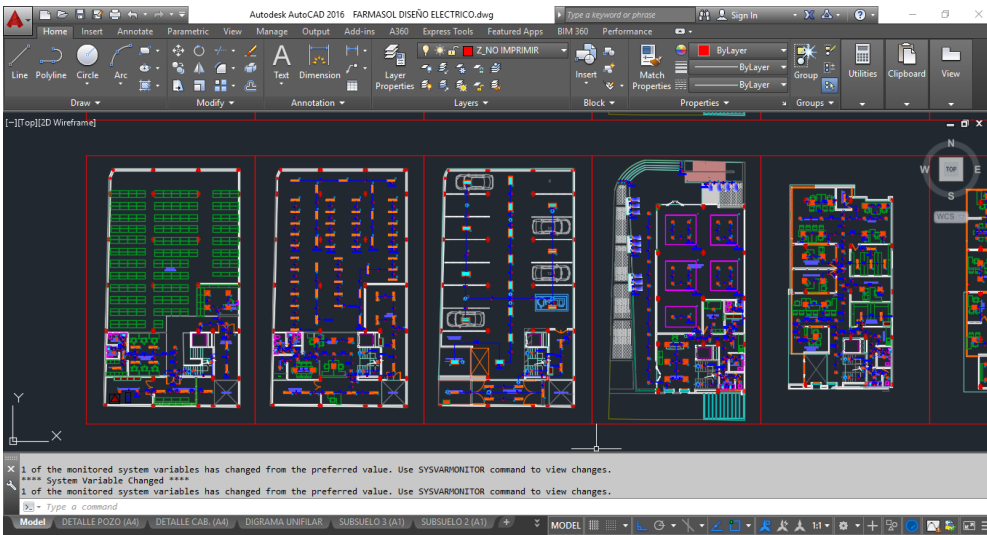 Autodesk AutoCAD 2016 FARMASOL DISEÑO ELECTRICO.dwg
Type a keyword or phrase
Sign In
Home Insert Annotate Parametric View Manage Output Add-ins A360 Express Tools Featured Apps BIM 360 Performance
Line Polyline Circle Arc
Text Dimension
Layer Properties
Z_NO IMPRIMIR
Insert
Match Properties
ByLayer
ByLayer
ByLayer
Group
Utilities
Clipboard
View
Draw Modify Annotation Layers Block Properties Groups
[−][Top][2D Wireframe]
N
W TOP E
S
WCS
Y
X
1 of the monitored system variables has changed from the preferred value. Use SYSVARMONITOR command to view changes.
**** System Variable Changed ****
1 of the monitored system variables has changed from the preferred value. Use SYSVARMONITOR command to view changes.
Type a command
Model DETALLE POZO (A4) DETALLE CAB. (A4) DIGRAMA UNIFILAR SUBSUELO 3 (A1) SUBSUELO 2 (A1) + MODEL 1:1